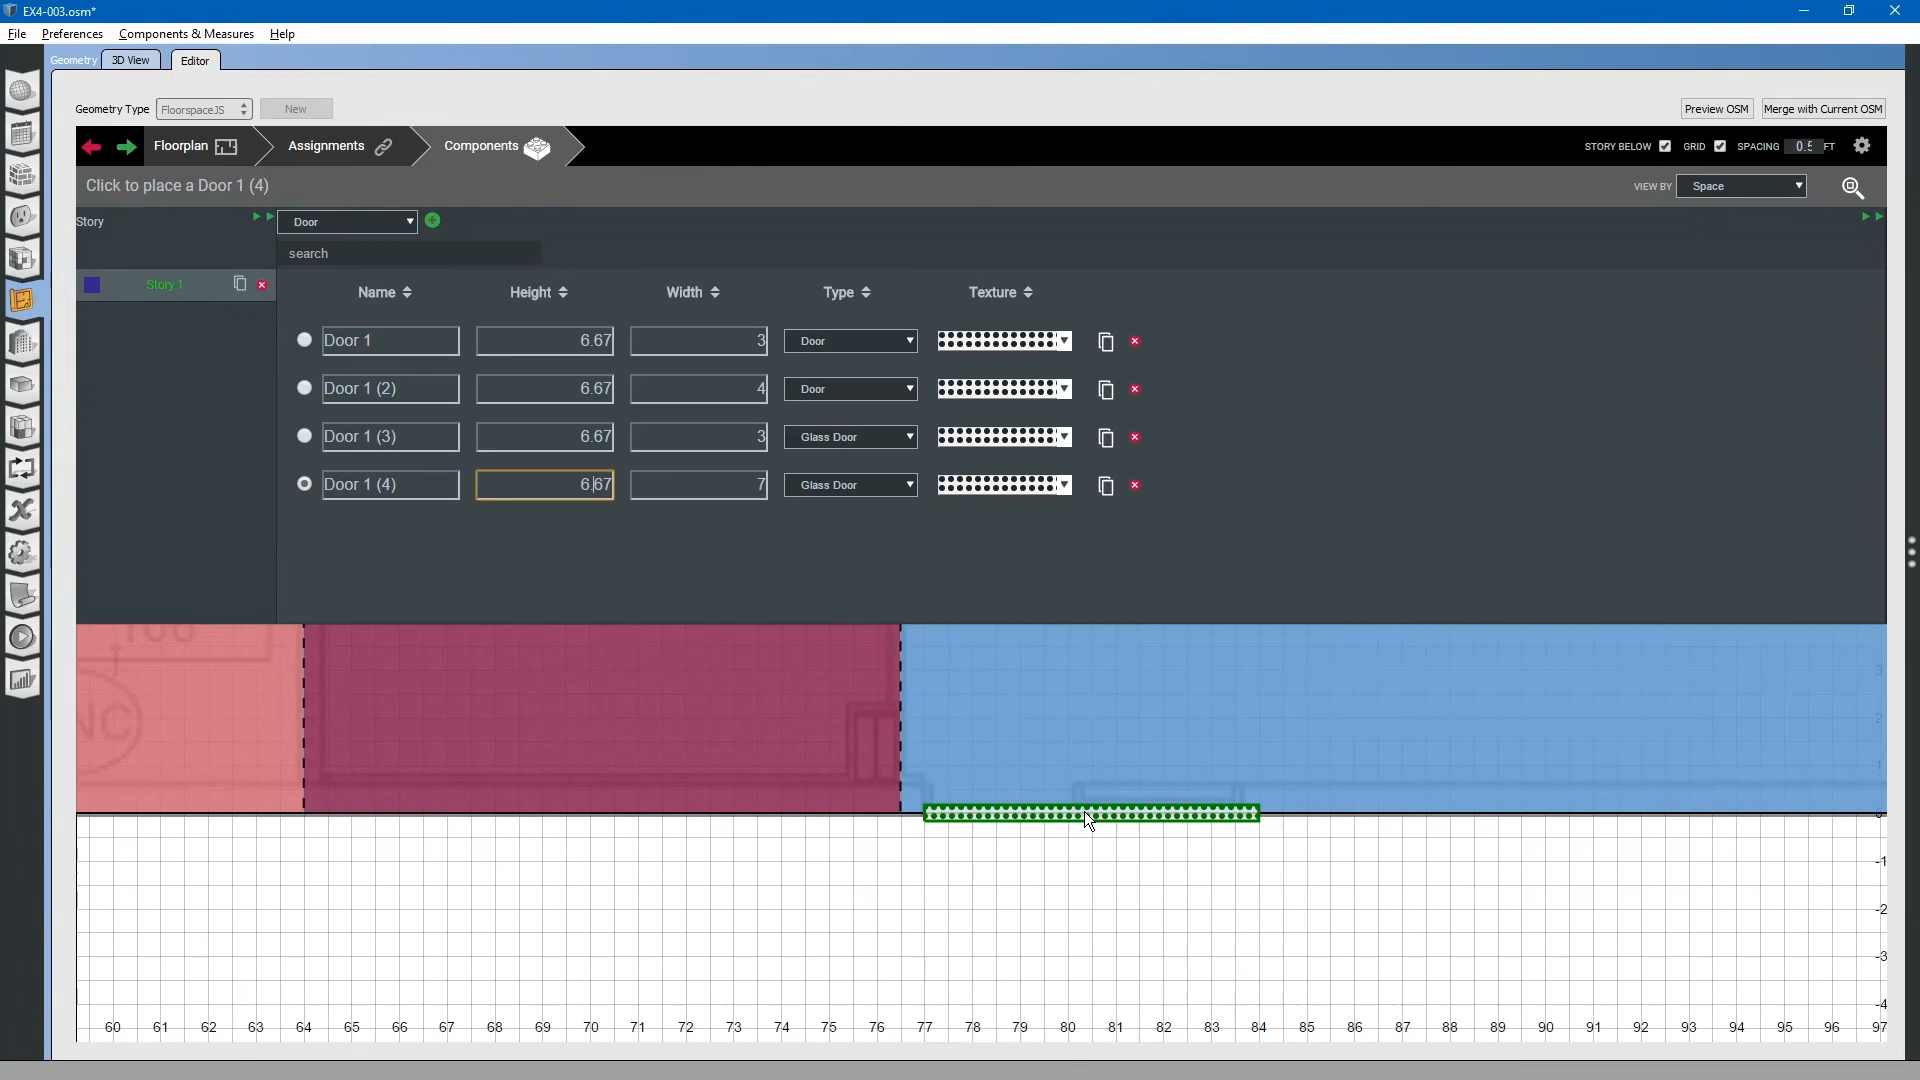 EX4-003.osm*
File Preferences Components & Measures Help
Geometry 3D View Editor
Geometry Type FloorspaceJS New Preview OSM Merge with Current OSM
Floorplan Assignments Components STORY BELOW GRID SPACING 0.5 FT
Click to place a Door 1 (4) VIEW BY Space
Story Door
search
Name Height Width Type Texture
Story 1
Door 1 6.67 3 Door
Door 1 (2) 6.67 4 Door
Door 1 (3) 6.67 3 Glass Door
Door 1 (4) 6.67 7 Glass Door
3
2
1
0
-1
-2
-3
-4
60 61 62 63 64 65 66 67 68 69 70 71 72 73 74 75 76 77 78 79 80 81 82 83 84 85 86 87 88 89 90 91 92 93 94 95 96 97